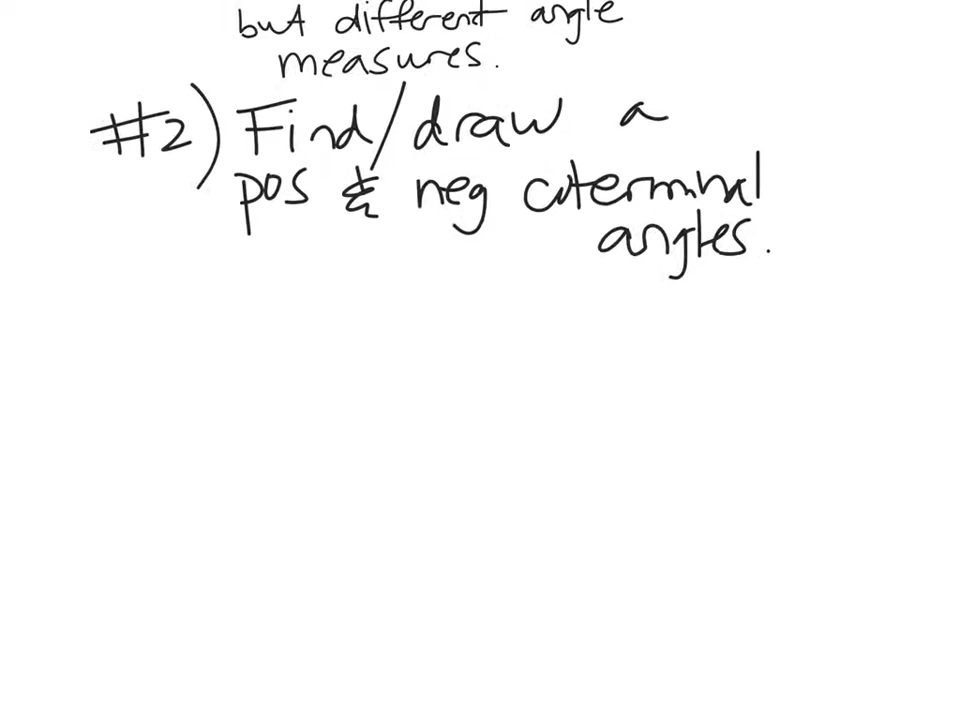 but different angle
measures.
#2) Find/draw a
pos & neg coterminal
angles.